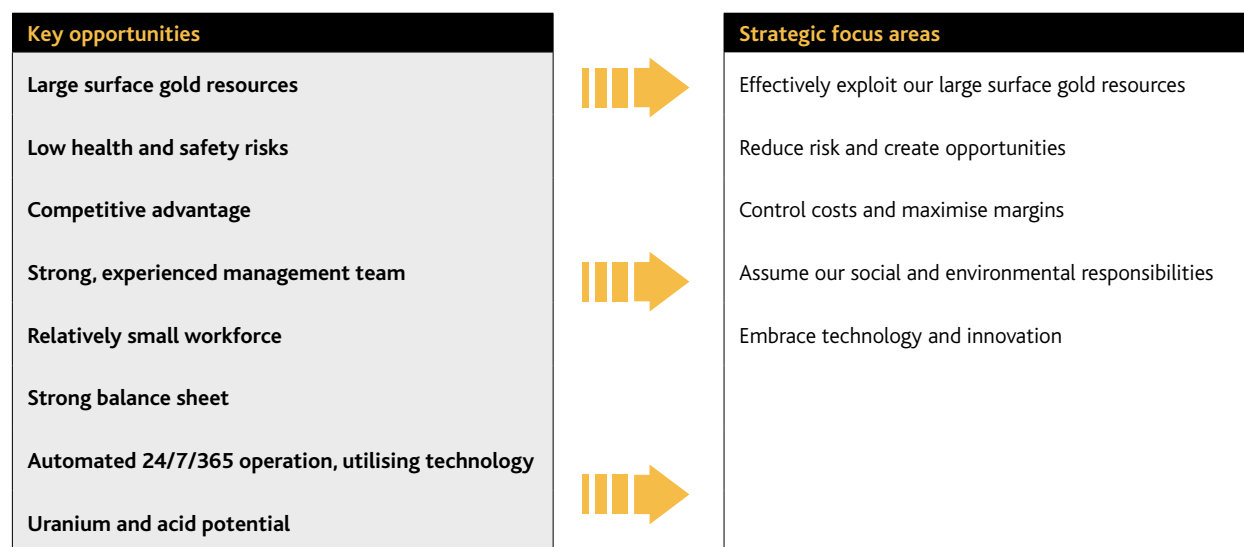 Key opportunities
Large surface gold resources
Low health and safety risks
Competitive advantage
Strong, experienced management team
Relatively small workforce
Strong balance sheet
Automated 24/7/365 operation, utilising technology
Uranium and acid potential
Strategic focus areas
Effectively exploit our large surface gold resources
Reduce risk and create opportunities
Control costs and maximise margins
Assume our social and environmental responsibilities
Embrace technology and innovation